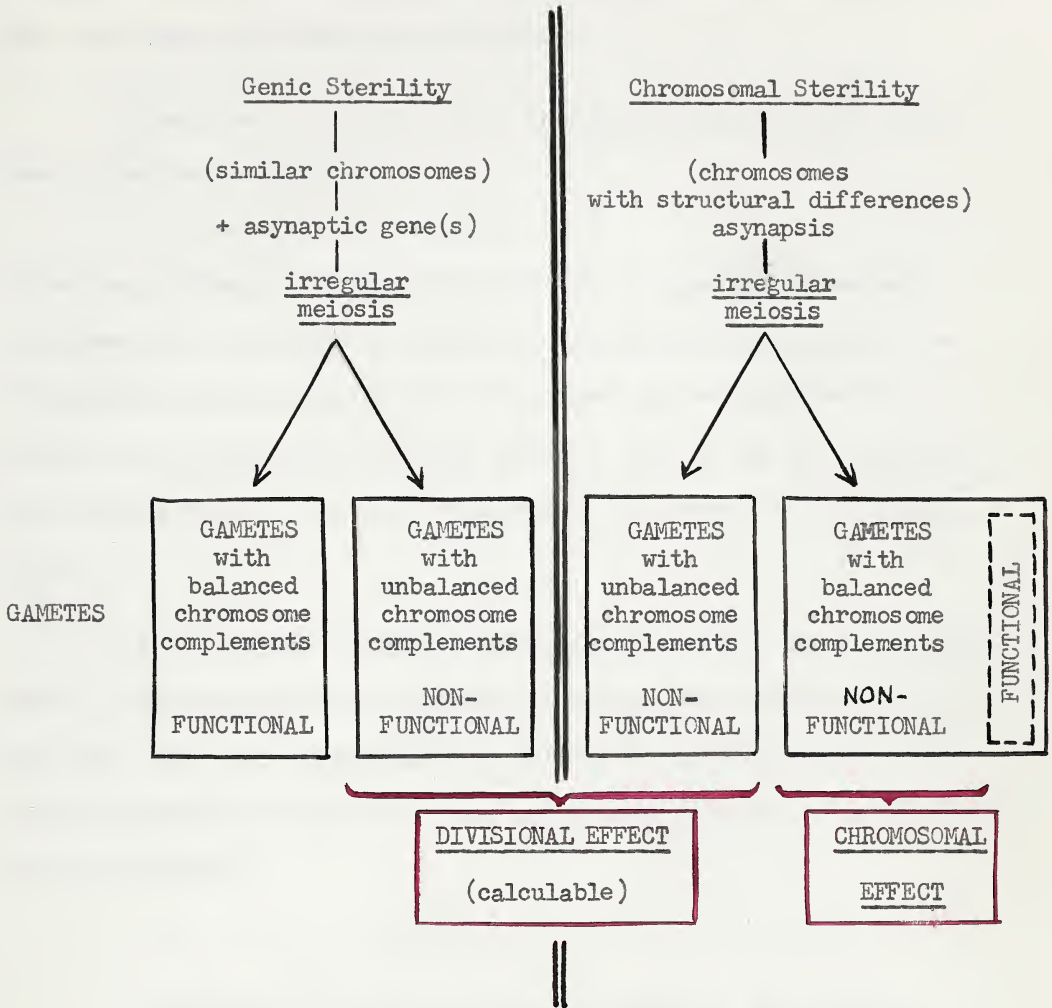 Genic Sterility
(similar chromosomes)
+ asynaptic gene(s)
irregular
meiosis
Chromosomal Sterility
(chromosomes
with structural differences)
asynapsis
irregular
meiosis
GAMETES
GAMETES
with
balanced
chromosome
complements
FUNCTIONAL
GAMETES
with
unbalanced
chromosome
complements
NON-
FUNCTIONAL
GAMETES
with
unbalanced
chromosome
complements
NON-
FUNCTIONAL
GAMETES
with
balanced
chromosome
complements
NON-
FUNCTIONAL
FUNCTIONAL
DIVISIONAL EFFECT
(calculable)
CHROMOSOMAL
EFFECT